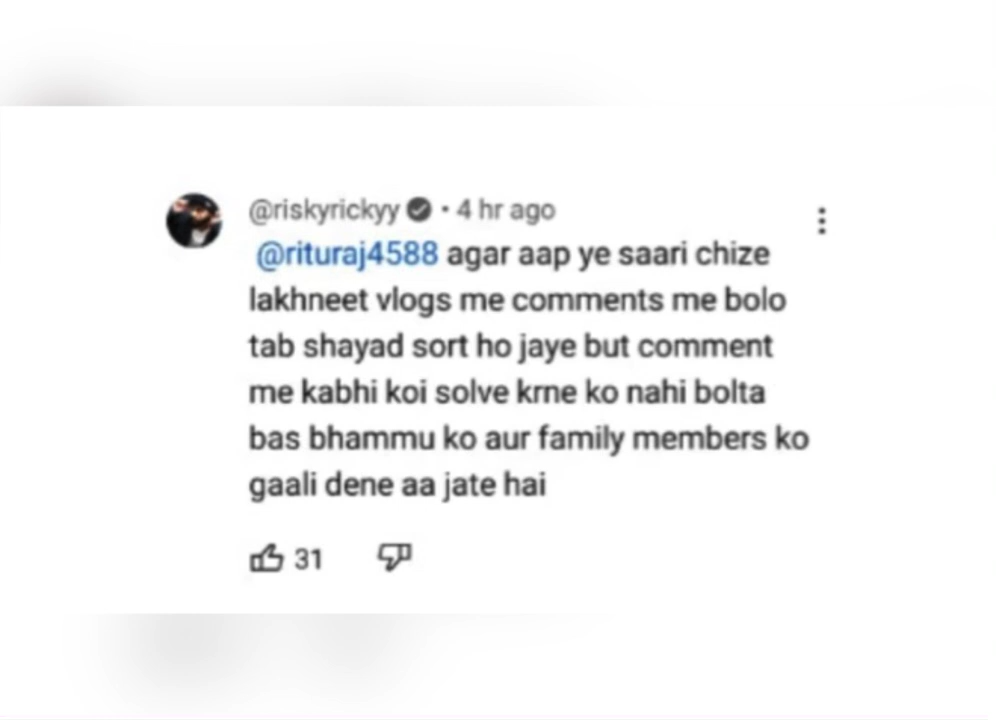 @riskyrickyy • 4 hr ago
@rituraj4588 agar aap ye saari chize
lakhneet vlogs me comments me bolo
tab shayad sort ho jaye but comment
me kabhi koi solve krne ko nahi bolta
bas bhammu ko aur family members ko
gaali dene aa jate hai
31